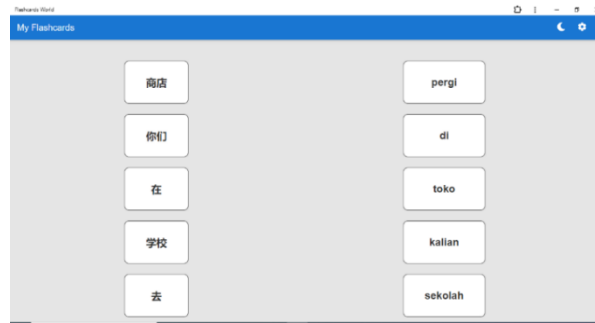 Flashcards World
My Flashcards
商店 pergi
你们 di
在 toko
学校 kalian
去 sekolah